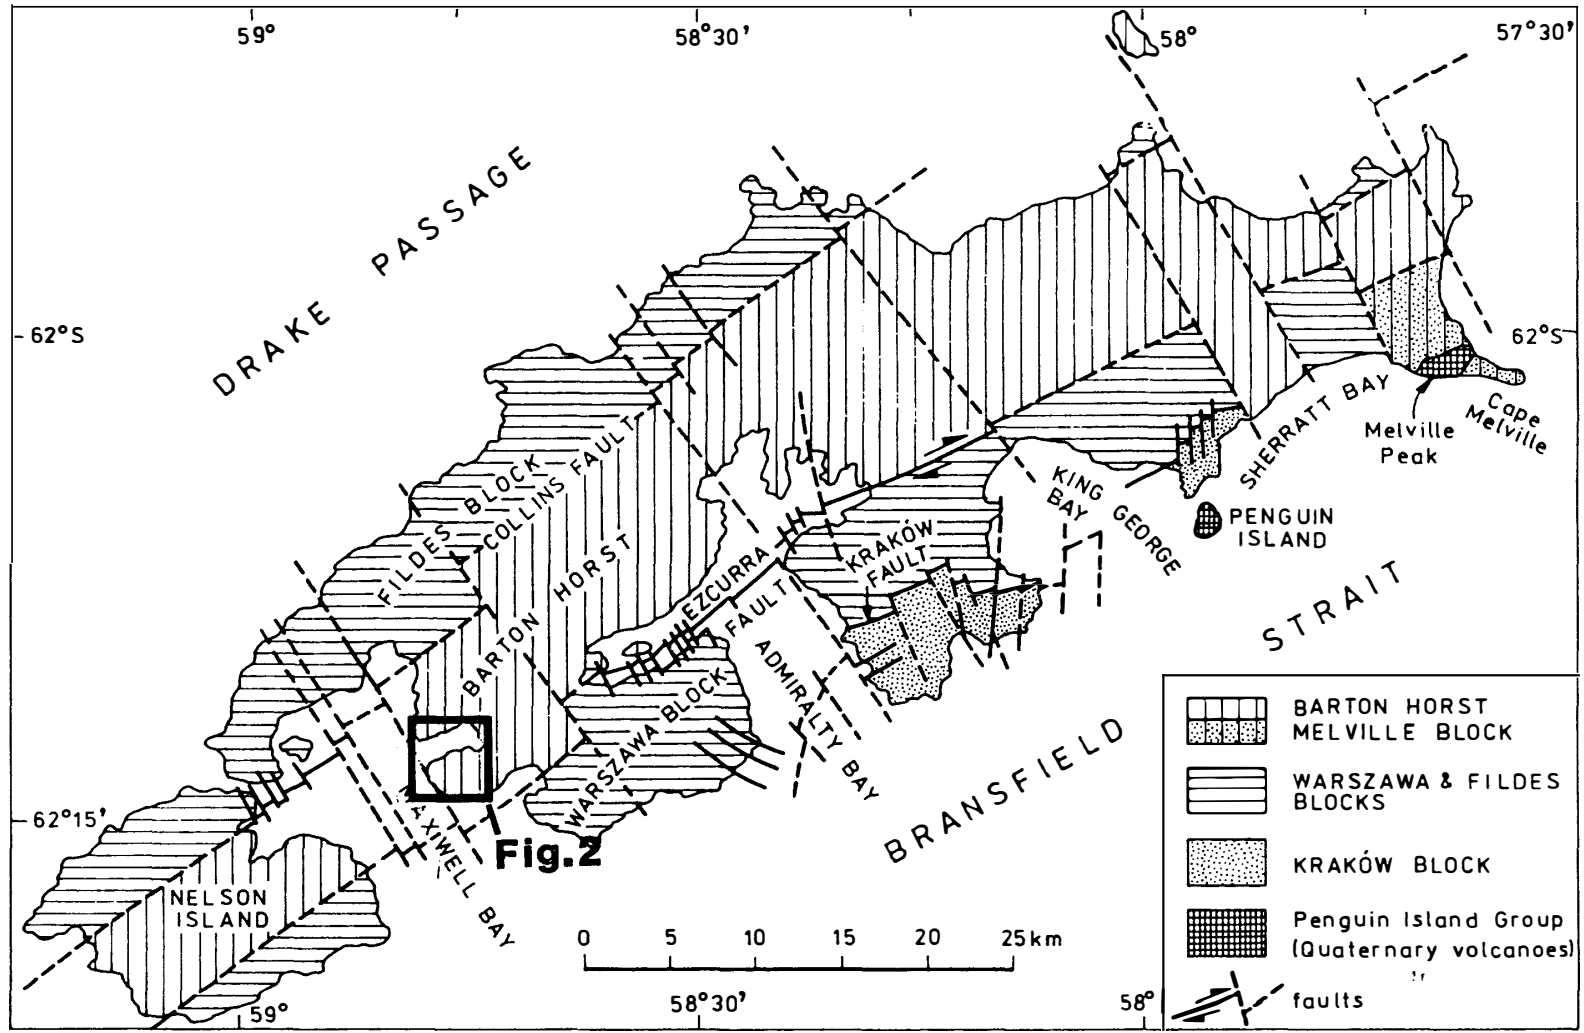 59°
58°30'
58°
57°30'
DRAKE PASSAGE
62°S
62°S
FILDES BLOCK
COLLINS FAULT
BARTON HORST
EZCURRA
FAULT
KRAKÓW
FAULT
WARSZAWA BLOCK
ADMIRALTY BAY
KING
BAY
GEORGE
SHERRATT BAY
Melville
Peak
Cape
Melville
PENGUIN
ISLAND
BRANSFIELD
STRAIT
62°15'
MAXIWELL BAY
Fig.2
NELSON
ISLAND
0 5 10 15 20 25km
59°
58°30'
58°
BARTON HORST
MELVILLE BLOCK
WARSZAWA & FILDES
BLOCKS
KRAKÓW BLOCK
Penguin Island Group
(Quaternary volcanoes)
faults